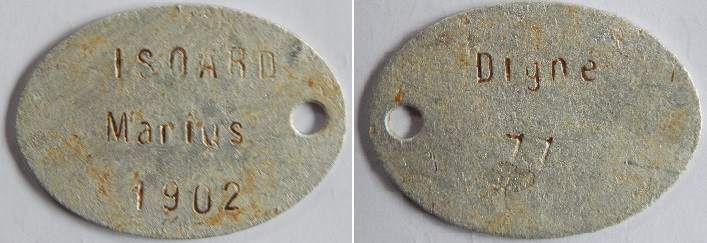 ISOARD
Marius
1902
Digne
77